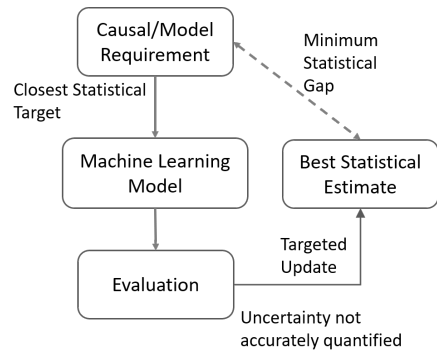 Causal/Model
Requirement
Minimum
Statistical
Gap
Closest Statistical
Target
Machine Learning
Model
Best Statistical
Estimate
Targeted
Update
Evaluation
Uncertainty not
accurately quantified